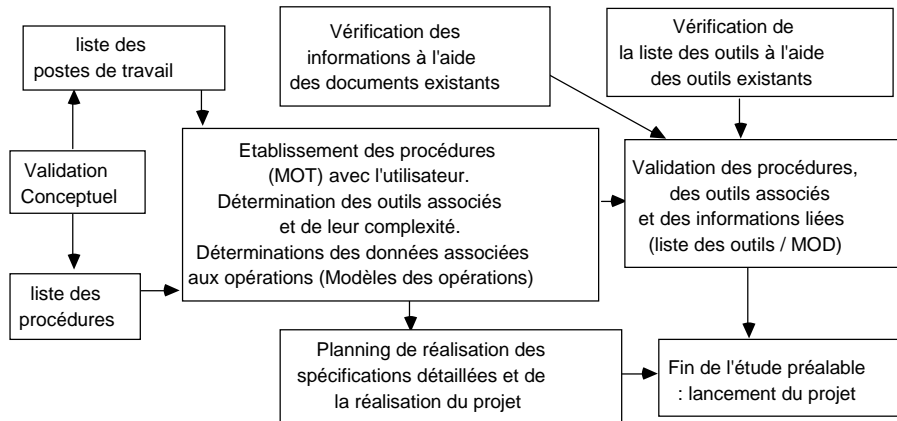 liste des
postes de travail
Vérification des
informations à l'aide
des documents existants
Vérification de
la liste des outils à l'aide
des outils existants
Validation
Conceptuel
Etablissement des procédures
(MOT) avec l'utilisateur.
Détermination des outils associés
et de leur complexité.
Déterminations des données associées
aux opérations (Modèles des opérations)
Validation des procédures,
des outils associés
et des informations liées
(liste des outils / MOD)
liste des
procédures
Planning de réalisation des
spécifications détaillées et de
la réalisation du projet
Fin de l'étude préalable
: lancement du projet